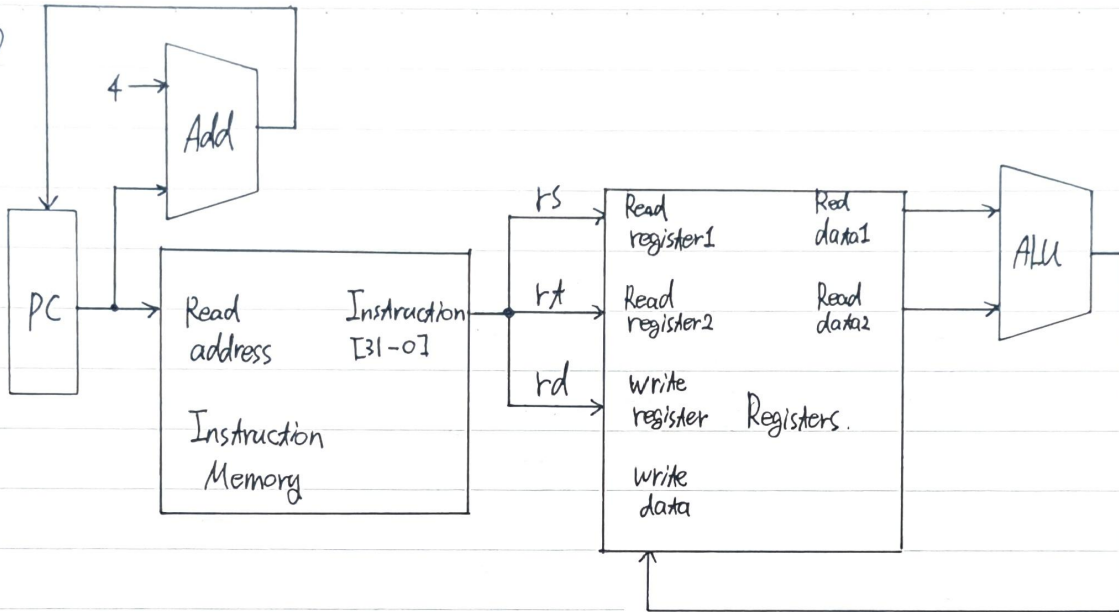 )
4
Add
PC
Read
address
Instruction
[31-0]
Instruction
Memory
rs
rt
rd
Read
register1
Read
register2
write
register
write
data
Registers.
Red
data1
Read
data2
ALU